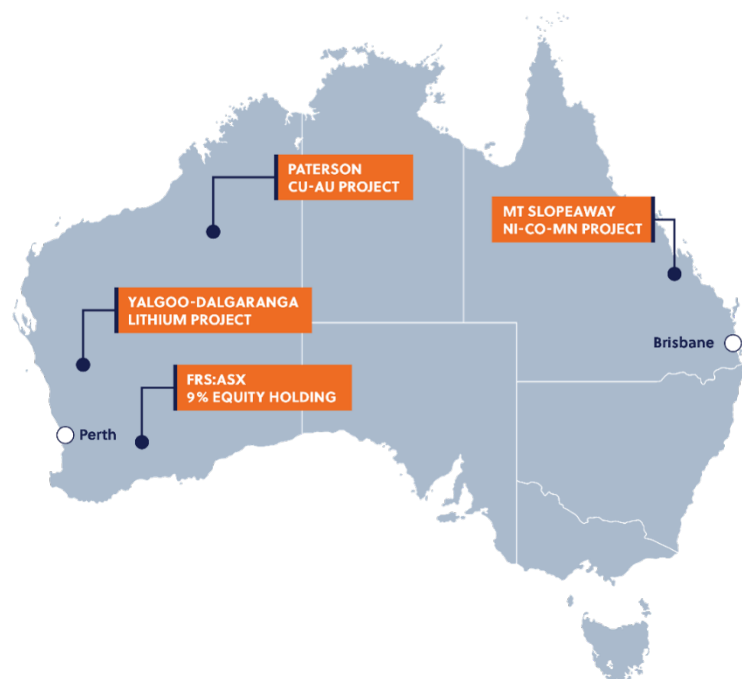 PATERSON
CU-AU PROJECT
MT SLOPEAWAY
NI-CO-MN PROJECT
YALGOO-DALGARANGA
LITHIUM PROJECT
Brisbane
FRS:ASX
9% EQUITY HOLDING
Perth